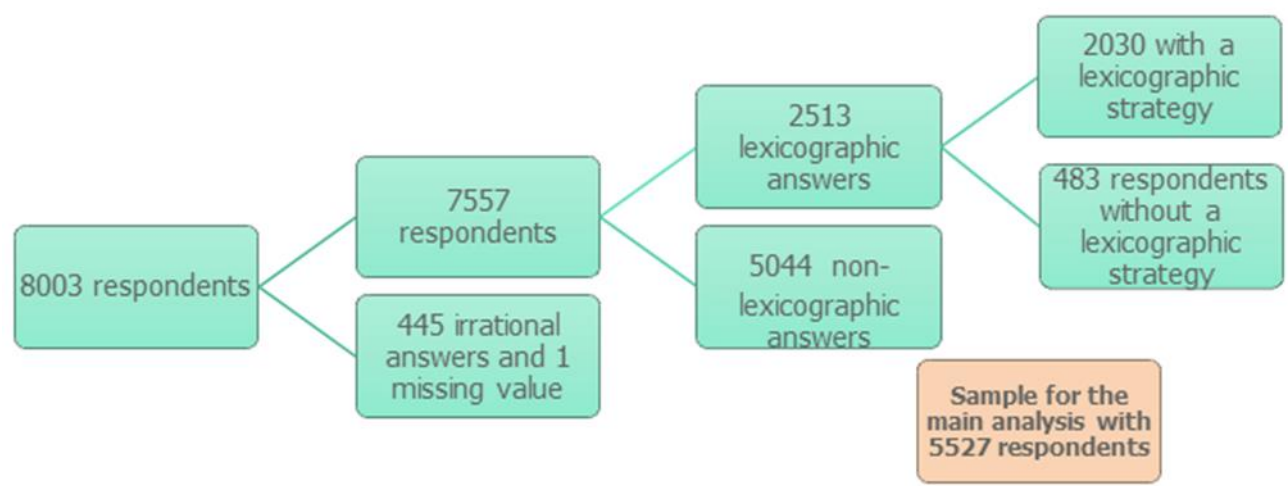 8003 respondents
7557
respondents
445 irrational
answers and 1
missing value
2513
lexicographic
answers
5044 non-
lexicographic
answers
2030 with a
lexicographic
strategy
483 respondents
without a
lexicographic
strategy
Sample for the
main analysis with
5527 respondents